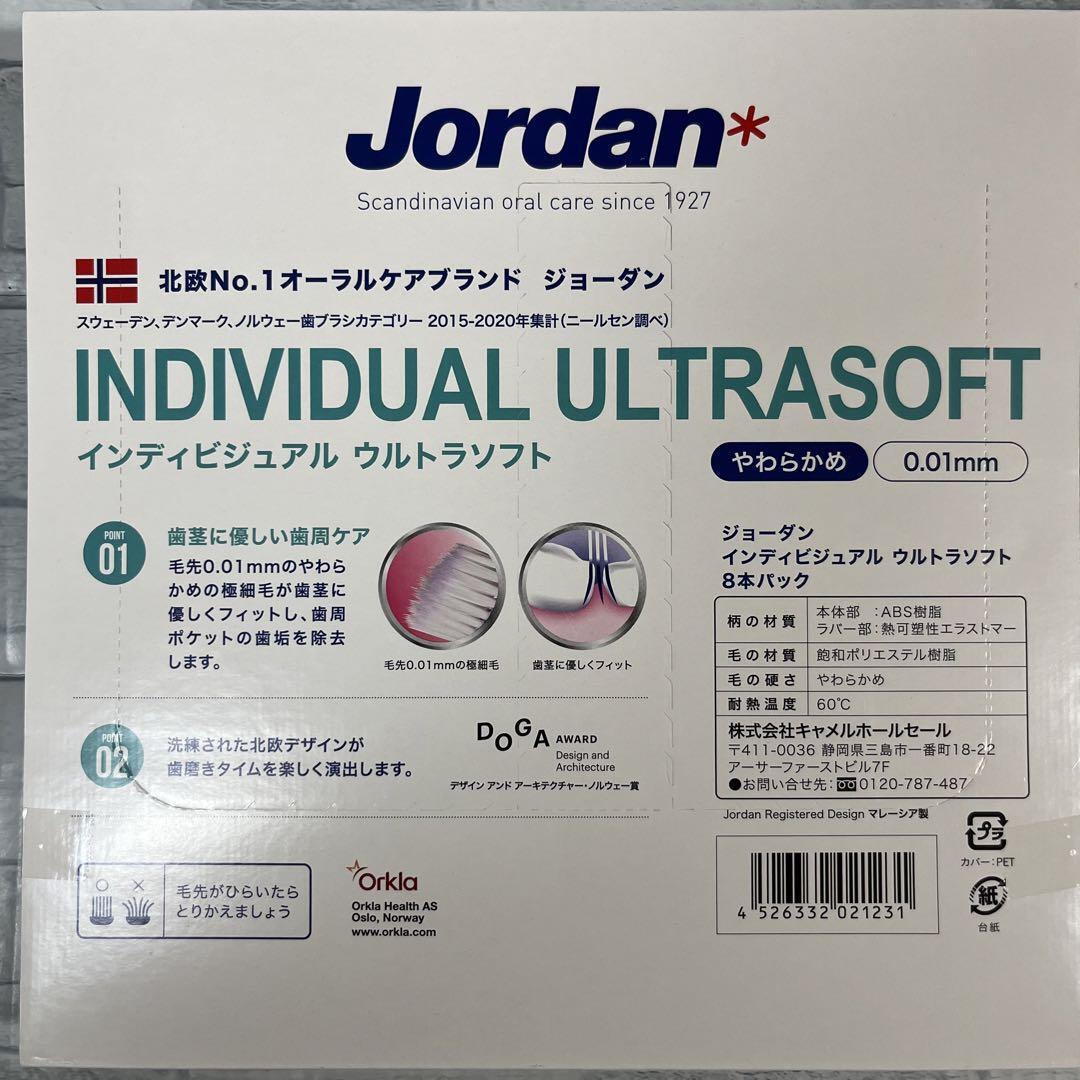 Jordan*
Scandinavian oral care since 1927
北欧No.1オーラルケアブランド ジョーダン
スウェーデン、デンマーク、ノルウェー歯ブラシカテゴリー 2015-2020年集計(ニールセン調べ)
INDIVIDUAL ULTRASOFT
インディビジュアル ウルトラソフト
やわらかめ
0.01mm
POINT
01
歯茎に優しい歯周ケア
毛先0.01mmのやわら
かめの極細毛が歯茎に
優しくフィットし、歯周
ポケットの歯垢を除去
します。
毛先0.01mmの極細毛
歯茎に優しくフィット
POINT
02
洗練された北欧デザインが
歯磨きタイムを楽しく演出します。
DOGA AWARD
Design and
Architecture
デザイン アンド アーキテクチャー・ノルウェー賞
ジョーダン
インディビジュアル ウルトラソフト
8本パック
柄の材質 本体部 :ABS樹脂
ラバー部:熱可塑性エラストマー
毛の材質 飽和ポリエステル樹脂
毛の硬さ やわらかめ
耐熱温度 60℃
株式会社キャメルホールセール
〒411-0036 静岡県三島市一番町18-22
アーサーファーストビル7F
●お問い合せ先:0120-787-487
Jordan Registered Design マレーシア製
プラ
カバー:PET
紙
台紙
4 526332 021231
毛先がひらいたら
とりかえましょう
Orkla
Orkla Health AS
Oslo, Norway
www.orkla.com